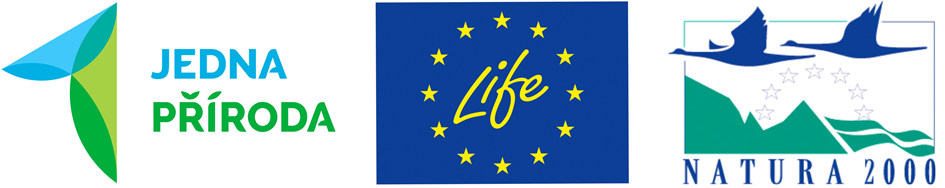 JEDNA
PŘÍRODA
Life
NATURA 2000